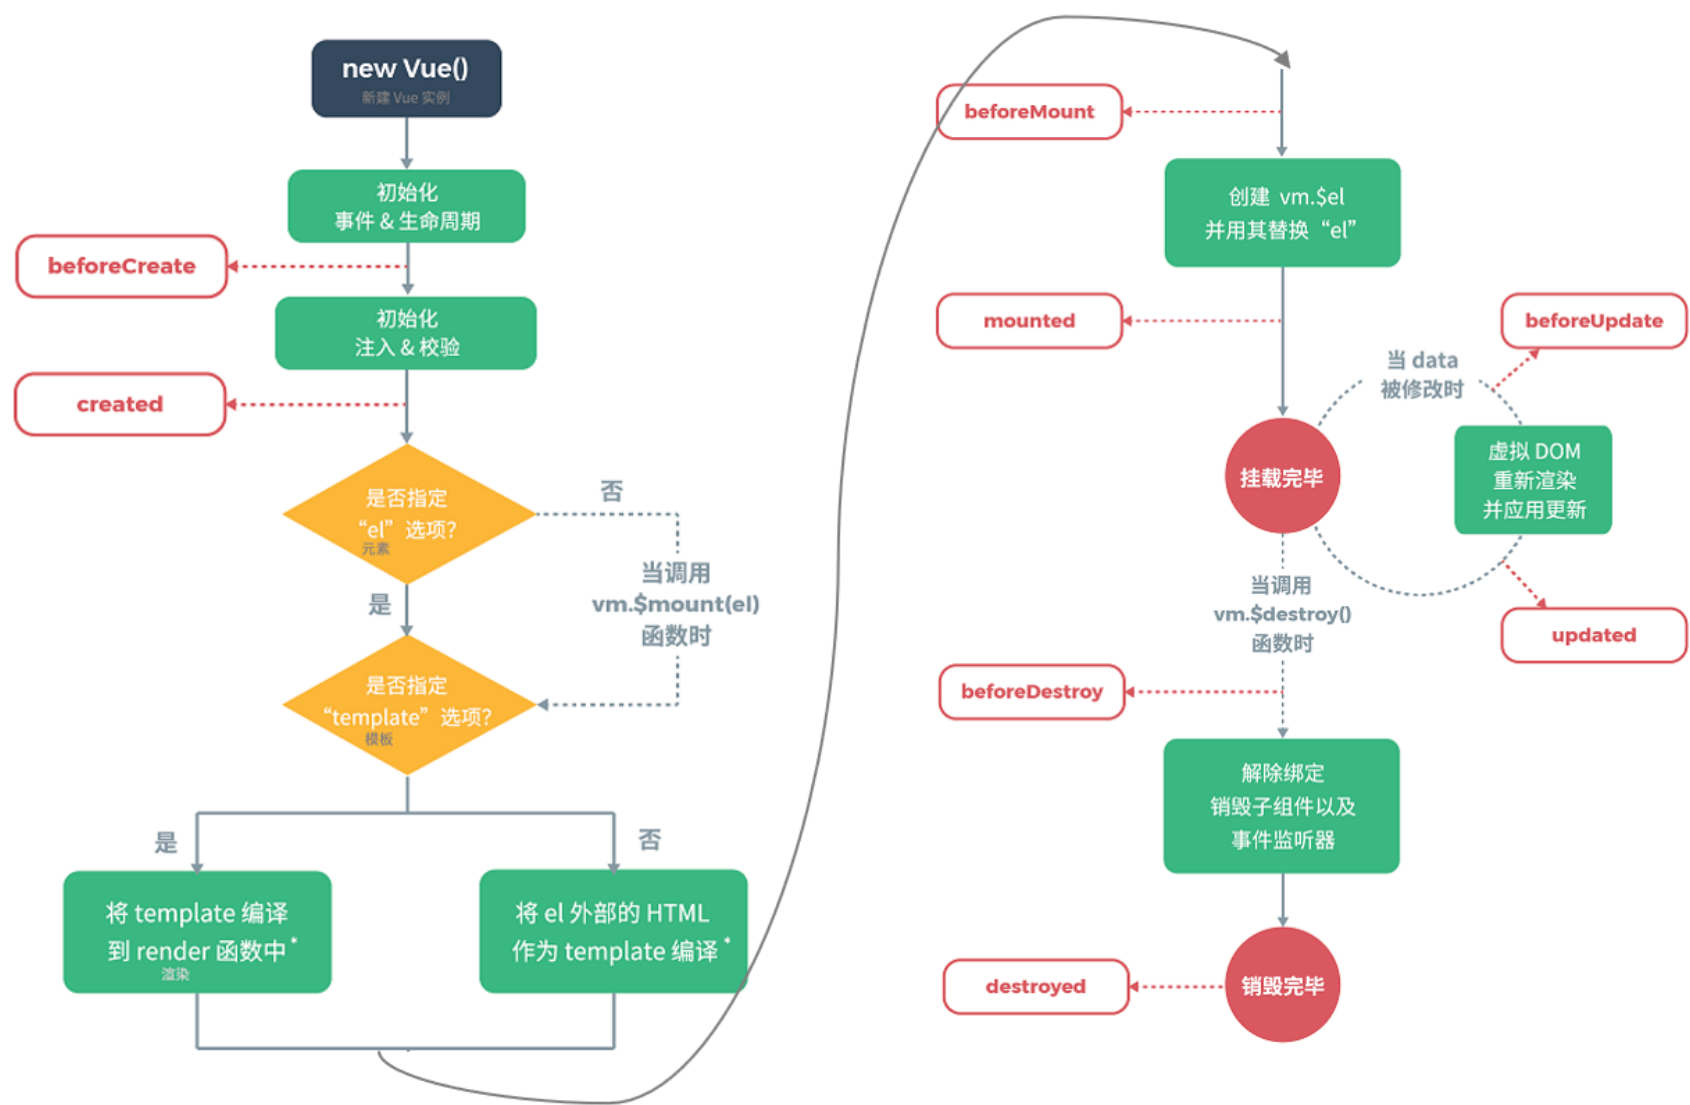 new Vue()
新建 Vue 实例
初始化
事件 & 生命周期
beforeCreate
初始化
注入 & 校验
created
是否指定
“el” 选项?
元素
否
是
当调用
vm.$mount(el)
函数时
是否指定
“template” 选项?
模板
是
否
将 template 编译
到 render 函数中*
渲染
将 el 外部的 HTML
作为 template 编译*
beforeMount
创建 vm.$el
并用其替换 “el”
mounted
beforeUpdate
当 data
被修改时
挂载完毕
虚拟 DOM
重新渲染
并应用更新
当调用
vm.$destroy()
函数时
updated
beforeDestroy
解除绑定
销毁子组件以及
事件监听器
destroyed
销毁完毕